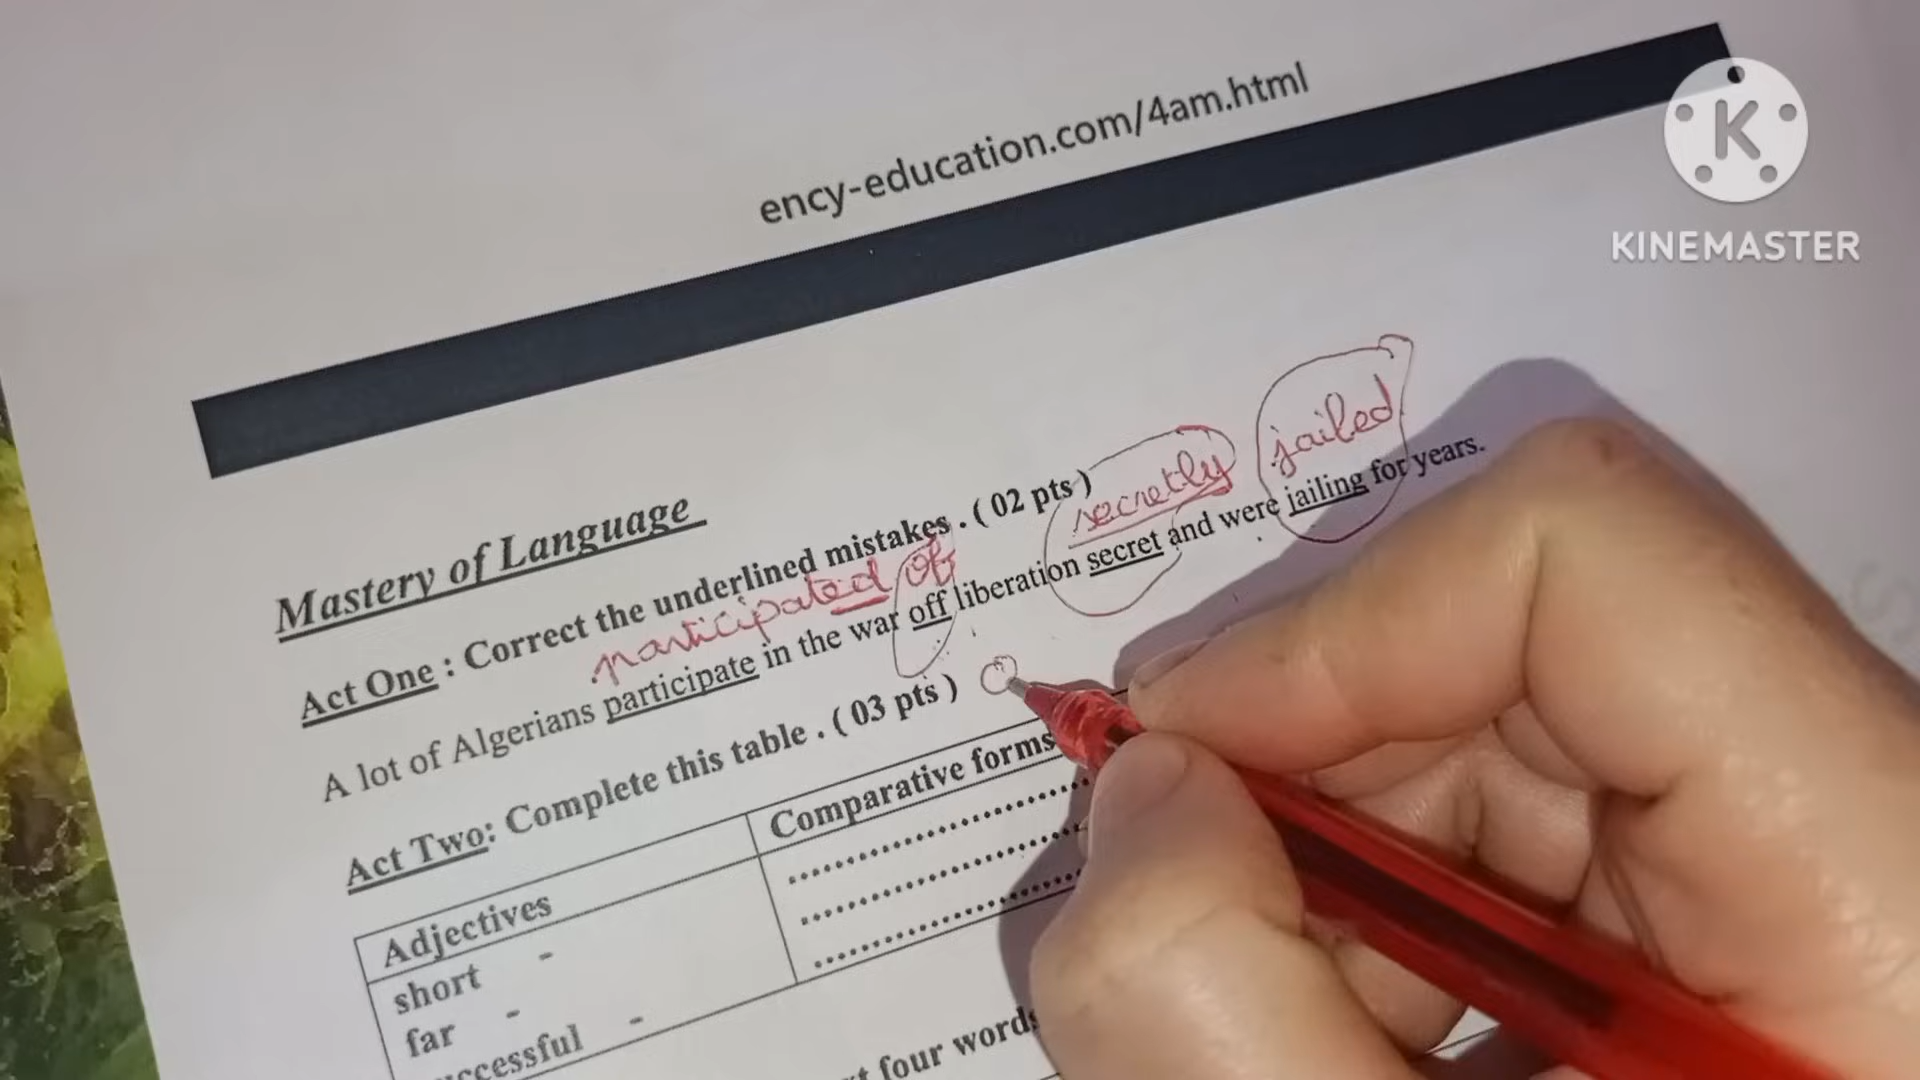 ency-education.com/4am.html
K
KINEMASTER
Mastery of Language
Act One : Correct the underlined mistakes . ( 02 pts )
participated of secretly jailed
A lot of Algerians participate in the war off liberation secret and were jailing for years.
Act Two: Complete this table . ( 03 pts )
Adjectives Comparative forms
short -
far -
uccessful -
four words